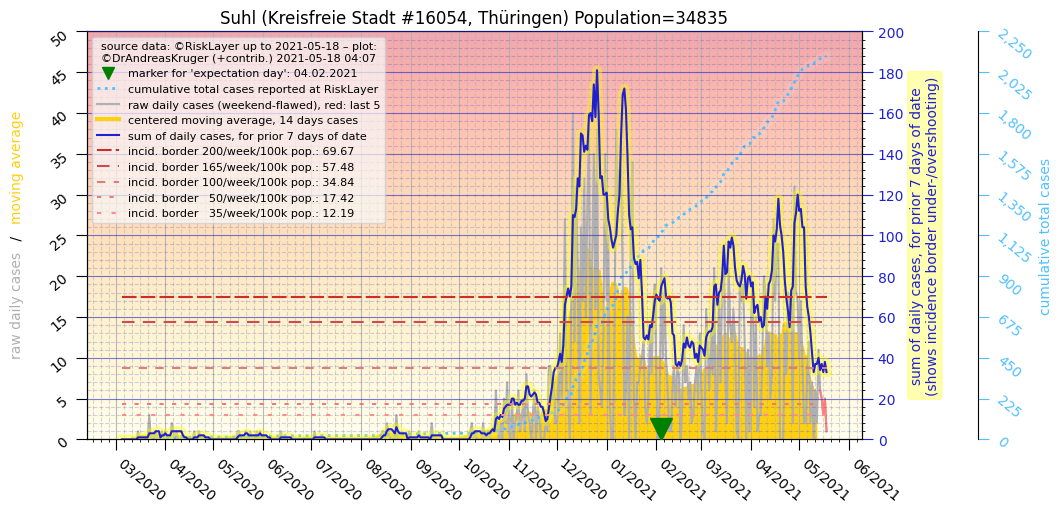 Suhl (Kreisfreie Stadt #16054, Thüringen) Population=34835
source data: ©RiskLayer up to 2021-05-18 – plot:
©DrAndreasKruger (+contrib.) 2021-05-18 04:07
marker for 'expectation day': 04.02.2021
cumulative total cases reported at RiskLayer
raw daily cases (weekend-flawed), red: last 5
centered moving average, 14 days cases
sum of daily cases, for prior 7 days of date
incid. border 200/week/100k pop.: 69.67
incid. border 165/week/100k pop.: 57.48
incid. border 100/week/100k pop.: 34.84
incid. border 50/week/100k pop.: 17.42
incid. border 35/week/100k pop.: 12.19
raw daily cases / moving average
50
45
40
35
30
25
20
15
10
5
0
03/2020
04/2020
05/2020
06/2020
07/2020
08/2020
09/2020
10/2020
11/2020
12/2020
01/2021
02/2021
03/2021
04/2021
05/2021
06/2021
200
180
160
140
120
100
80
60
40
20
0
sum of daily cases, for prior 7 days of date
(shows incidence border under-/overshooting)
2,250
2,025
1,800
1,575
1,350
1,125
900
675
450
225
0
cumulative total cases